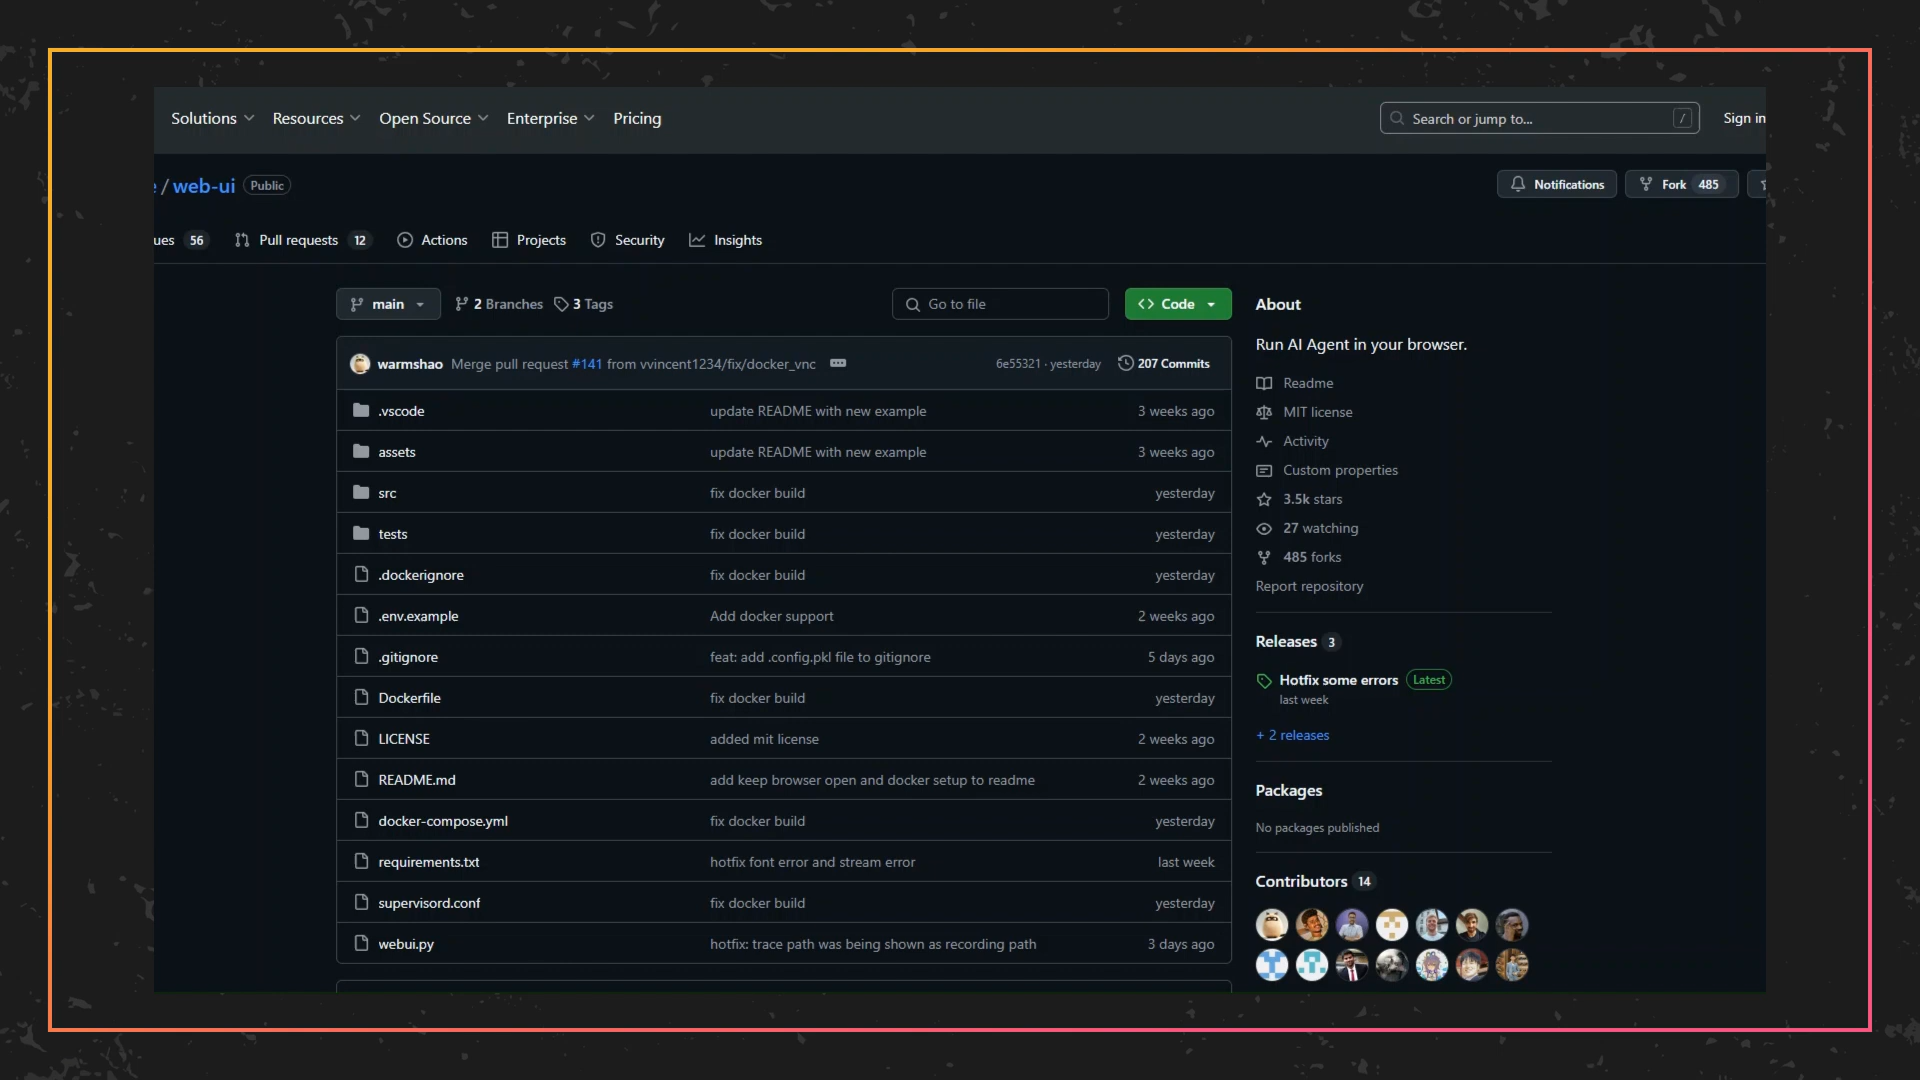 Solutions Resources Open Source Enterprise Pricing Search or jump to... / Sign in
/ web-ui Public Notifications Fork 485
ues 56 Pull requests 12 Actions Projects Security Insights
main 2 Branches 3 Tags Go to file Code
warmshao Merge pull request #141 from vvincent1234/fix/docker_vnc 6e55321 · yesterday 207 Commits
.vscode update README with new example 3 weeks ago
assets update README with new example 3 weeks ago
src fix docker build yesterday
tests fix docker build yesterday
.dockerignore fix docker build yesterday
.env.example Add docker support 2 weeks ago
.gitignore feat: add .config.pkl file to gitignore 5 days ago
Dockerfile fix docker build yesterday
LICENSE added mit license 2 weeks ago
README.md add keep browser open and docker setup to readme 2 weeks ago
docker-compose.yml fix docker build yesterday
requirements.txt hotfix font error and stream error last week
supervisord.conf fix docker build yesterday
webui.py hotfix: trace path was being shown as recording path 3 days ago
About
Run AI Agent in your browser.
Readme
MIT license
Activity
Custom properties
3.5k stars
27 watching
485 forks
Report repository
Releases 3
Hotfix some errors Latest
last week
+ 2 releases
Packages
No packages published
Contributors 14